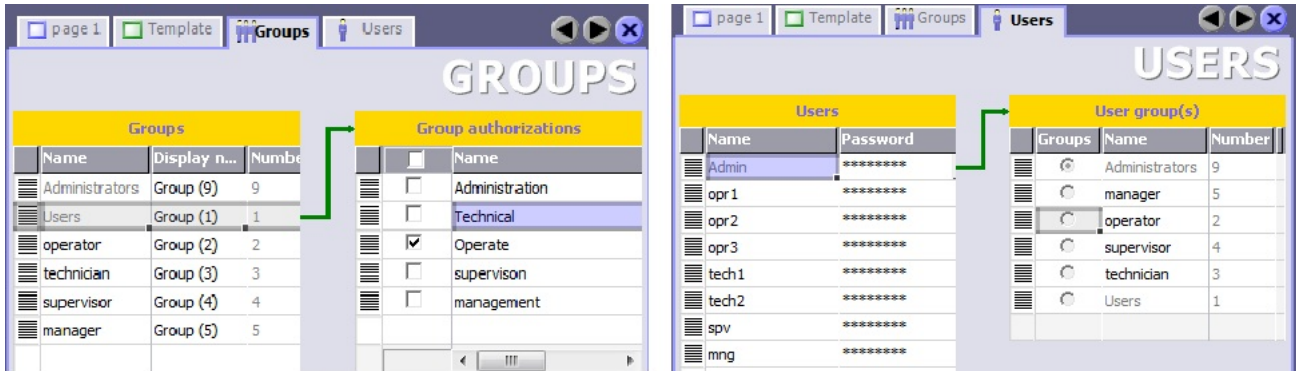 page 1 Template Groups Users
GROUPS
Groups
Name Display n... Numbe
Administrators Group (9) 9
Users Group (1) 1
operator Group (2) 2
technician Group (3) 3
supervisor Group (4) 4
manager Group (5) 5
Group authorizations
Name
Administration
Technical
Operate
supervison
management
page 1 Template Groups Users
USERS
Users
Name Password
Admin ********
opr1 ********
opr2 ********
opr3 ********
tech1 ********
tech2 ********
spv ********
mng ********
User group(s)
Groups Name Number
Administrators 9
manager 5
operator 2
supervisor 4
technician 3
Users 1